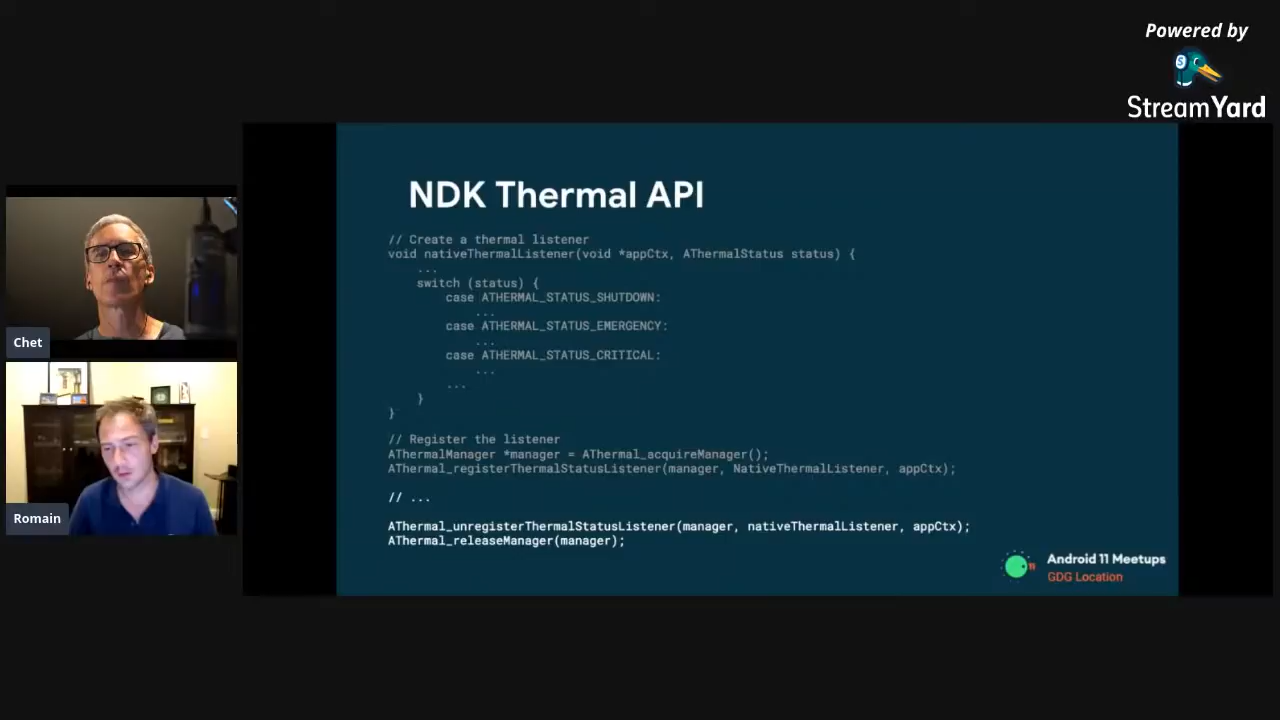 Powered by
StreamYard
NDK Thermal API
// Create a thermal listener
void nativeThermalListener(void *appCtx, AThermalStatus status) {
...
switch (status) {
case ATHERMAL_STATUS_SHUTDOWN:
...
case ATHERMAL_STATUS_EMERGENCY:
...
case ATHERMAL_STATUS_CRITICAL:
...
...
}
}
// Register the listener
AThermalManager *manager = AThermal_acquireManager();
AThermal_registerThermalStatusListener(manager, NativeThermalListener, appCtx);
// ...
AThermal_unregisterThermalStatusListener(manager, nativeThermalListener, appCtx);
AThermal_releaseManager(manager);
Android 11 Meetups
GDG Location
Chet
Romain